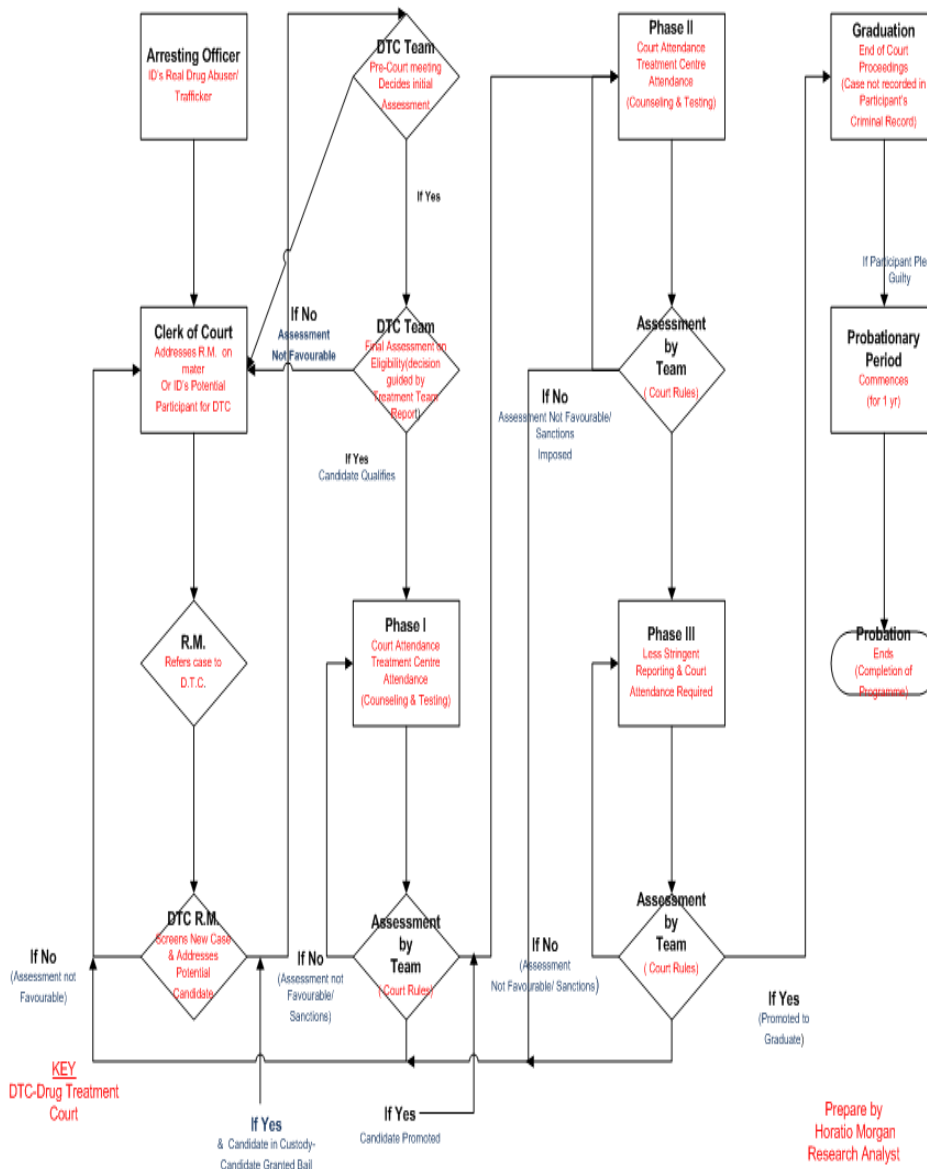 Arresting Officer
ID's Real Drug Abuser/
Trafficker
Clerk of Court
Addresses R.M. on
mater
Or ID's Potential
Participant for DTC
R.M.
Refers case to
D.T.C.
DTC R.M.
Screens New Case
& Addresses
Potential
Candidate
If No
(Assessment not
Favourable)
KEY
DTC-Drug Treatment
Court
If Yes
& Candidate in Custody-
Candidate Granted Bail
DTC Team
Pre-Court meeting
Decides initial
Assessment
If Yes
If No
Assessment
Not Favourable
DTC Team
Final Assessment on
Eligibility(decision
guided by
Treatment Team
Report)
If Yes
Candidate Qualifies
Phase I
Court Attendance
Treatment Centre
Attendance
(Counseling & Testing)
If No
(Assessment not
Favourable/
Sanctions)
Assessment
by
Team
( Court Rules)
If Yes
Candidate Promoted
Phase II
Court Attendance
Treatment Centre
Attendance
(Counseling & Testing)
Assessment
by
Team
( Court Rules)
If No
Assessment Not Favourable/
Sanctions
Imposed
Phase III
Less Stringent
Reporting & Court
Attendance Required
If No
(Assessment
Not Favourable/ Sanctions)
Assessment
by
Team
( Court Rules)
If Yes
(Promoted to
Graduate)
Graduation
End of Court
Proceedings
(Case not recorded in
Participant's
Criminal Record)
If Participant Ple
Guilty
Probationary
Period
Commences
(for 1 yr)
Probation
Ends
(Completion of
Programme)
Prepare by
Horatio Morgan
Research Analyst